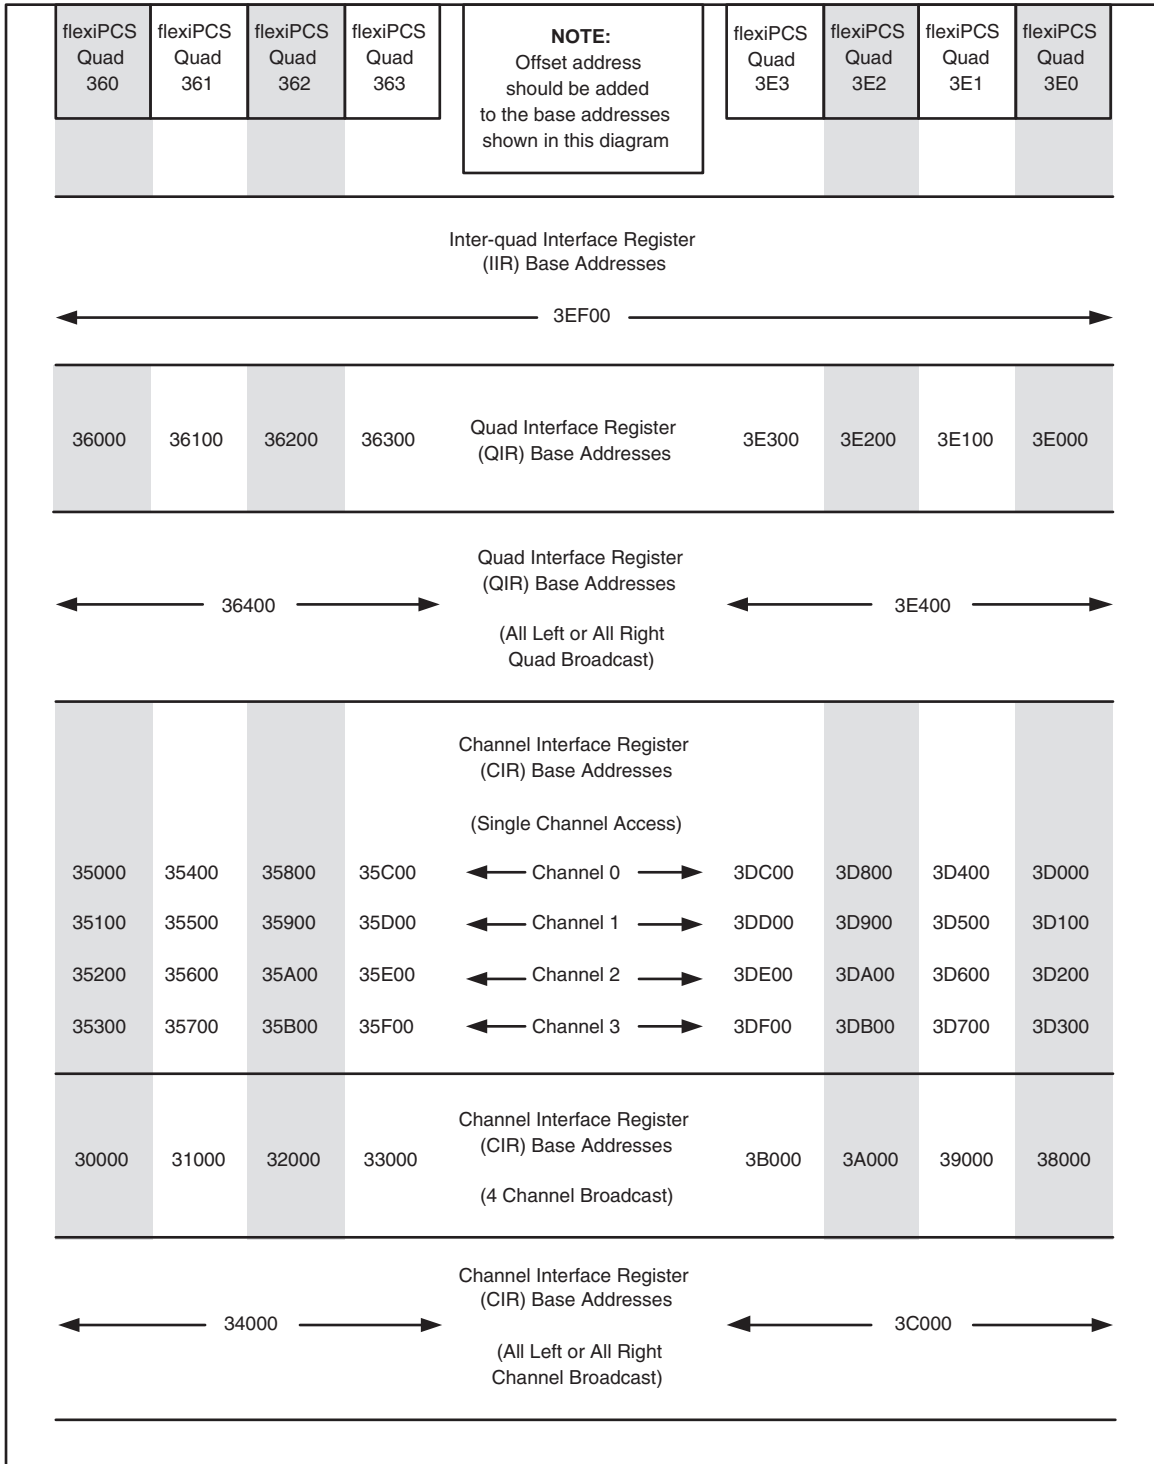 flexiPCS Quad 360
flexiPCS Quad 361
flexiPCS Quad 362
flexiPCS Quad 363
NOTE:
Offset address
should be added
to the base addresses
shown in this diagram
flexiPCS Quad 3E3
flexiPCS Quad 3E2
flexiPCS Quad 3E1
flexiPCS Quad 3E0
Inter-quad Interface Register
(IIR) Base Addresses
3EF00
36000 36100 36200 36300
Quad Interface Register
(QIR) Base Addresses
3E300 3E200 3E100 3E000
Quad Interface Register
(QIR) Base Addresses
36400
3E400
(All Left or All Right
Quad Broadcast)
Channel Interface Register
(CIR) Base Addresses
(Single Channel Access)
35000 35400 35800 35C00 Channel 0 3DC00 3D800 3D400 3D000
35100 35500 35900 35D00 Channel 1 3DD00 3D900 3D500 3D100
35200 35600 35A00 35E00 Channel 2 3DE00 3DA00 3D600 3D200
35300 35700 35B00 35F00 Channel 3 3DF00 3DB00 3D700 3D300
Channel Interface Register
(CIR) Base Addresses
30000 31000 32000 33000
3B000 3A000 39000 38000
(4 Channel Broadcast)
Channel Interface Register
(CIR) Base Addresses
34000
3C000
(All Left or All Right
Channel Broadcast)